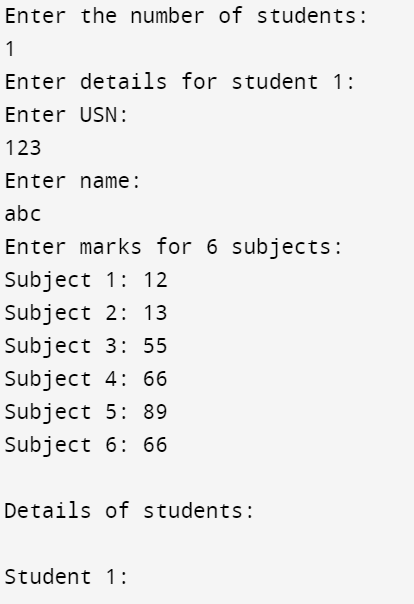 Enter the number of students:
1
Enter details for student 1:
Enter USN:
123
Enter name:
abc
Enter marks for 6 subjects:
Subject 1: 12
Subject 2: 13
Subject 3: 55
Subject 4: 66
Subject 5: 89
Subject 6: 66
Details of students:
Student 1: